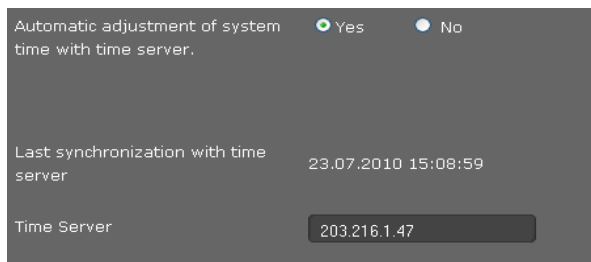 Automatic adjustment of system Yes No
time with time server.
Last synchronization with time
server 23.07.2010 15:08:59
Time Server 203.216.1.47